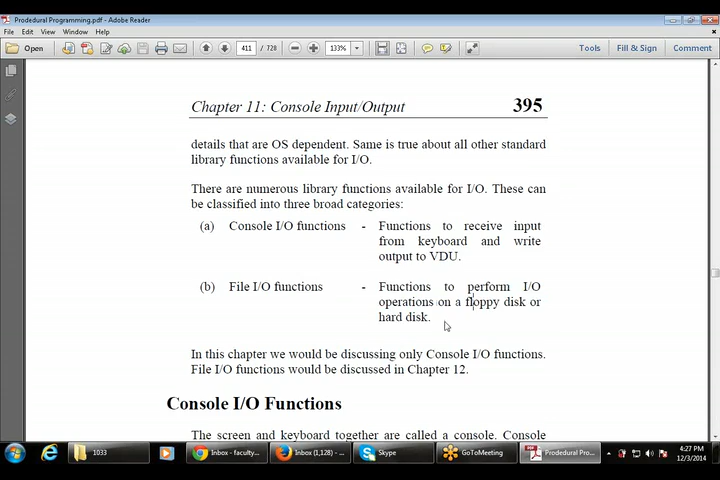 Prodedural Programming.pdf - Adobe Reader
File Edit View Window Help
Open 411 / 728 133% Tools Fill & Sign Comment
Chapter 11: Console Input/Output 395
details that are OS dependent. Same is true about all other standard
library functions available for I/O.
There are numerous library functions available for I/O. These can
be classified into three broad categories:
(a) Console I/O functions - Functions to receive input
from keyboard and write
output to VDU.
(b) File I/O functions - Functions to perform I/O
operations on a floppy disk or
hard disk.
In this chapter we would be discussing only Console I/O functions.
File I/O functions would be discussed in Chapter 12.
Console I/O Functions
The screen and keyboard together are called a console. Console
1033 Inbox - faculty... Inbox (1,128) - ... Skype GoToMeeting Prodedural Pro...
4:27 PM
12/3/2014